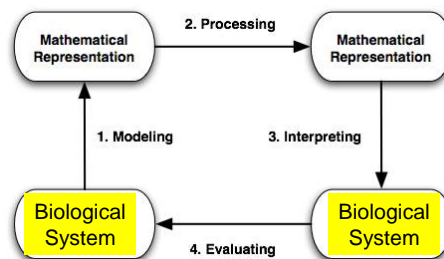 2. Processing
Mathematical
Representation
Mathematical
Representation
1. Modeling
3. Interpreting
Biological
System
Biological
System
4. Evaluating